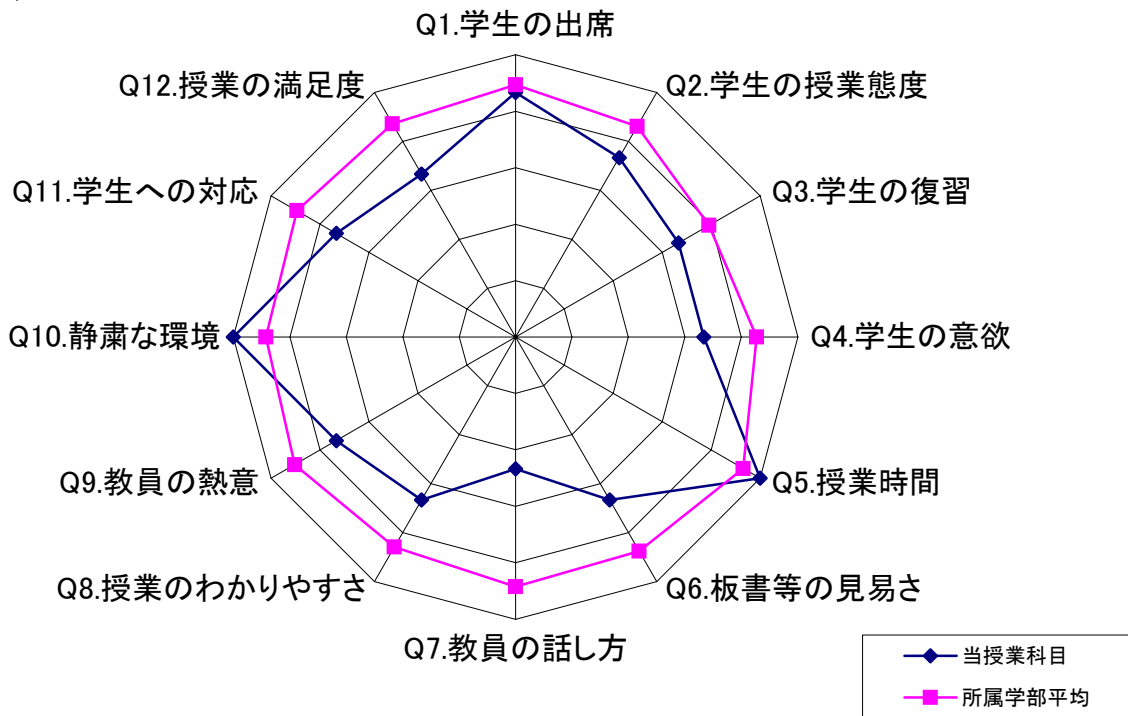 Q1.学生の出席
Q2.学生の授業態度
Q3.学生の復習
Q4.学生の意欲
Q5.授業時間
Q6.板書等の見易さ
Q7.教員の話し方
Q8.授業のわかりやすさ
Q9.教員の熱意
Q10.静粛な環境
Q11.学生への対応
Q12.授業の満足度
当授業科目
所属学部平均